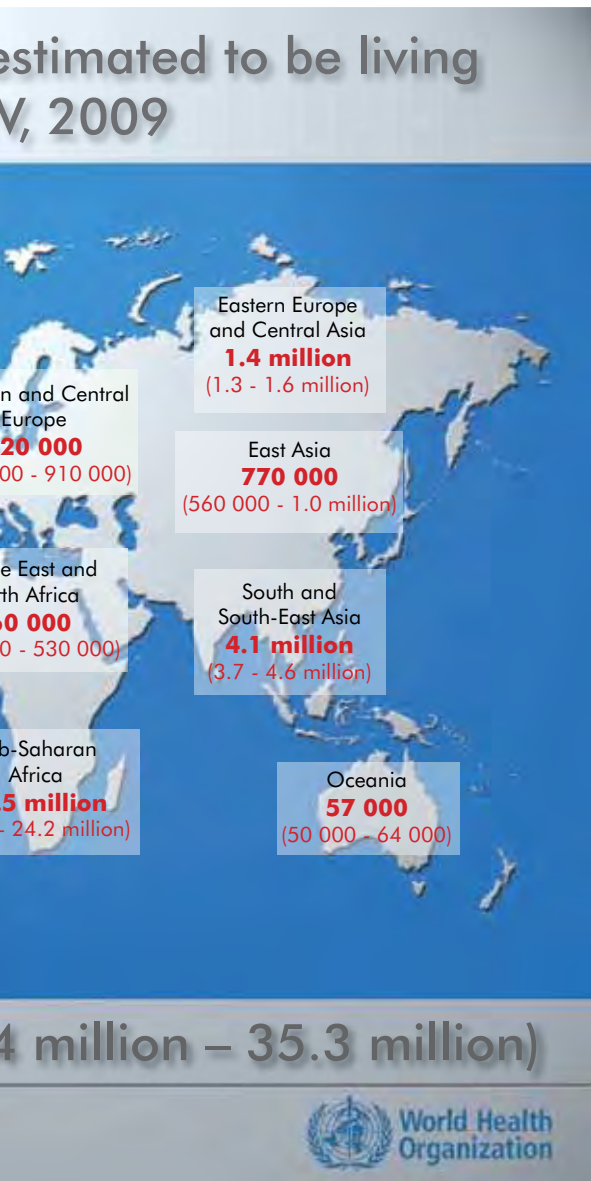 estimated to be living
V, 2009
Eastern Europe
and Central Asia
1.4 million
(1.3 - 1.6 million)
n and Central
Europe
20 000
00 - 910 000)
East Asia
770 000
(560 000 - 1.0 million)
e East and
th Africa
60 000
0 - 530 000)
South and
South-East Asia
4.1 million
(3.7 - 4.6 million)
b-Saharan
Africa
.5 million
- 24.2 million)
Oceania
57 000
(50 000 - 64 000)
4 million – 35.3 million)
World Health
Organization